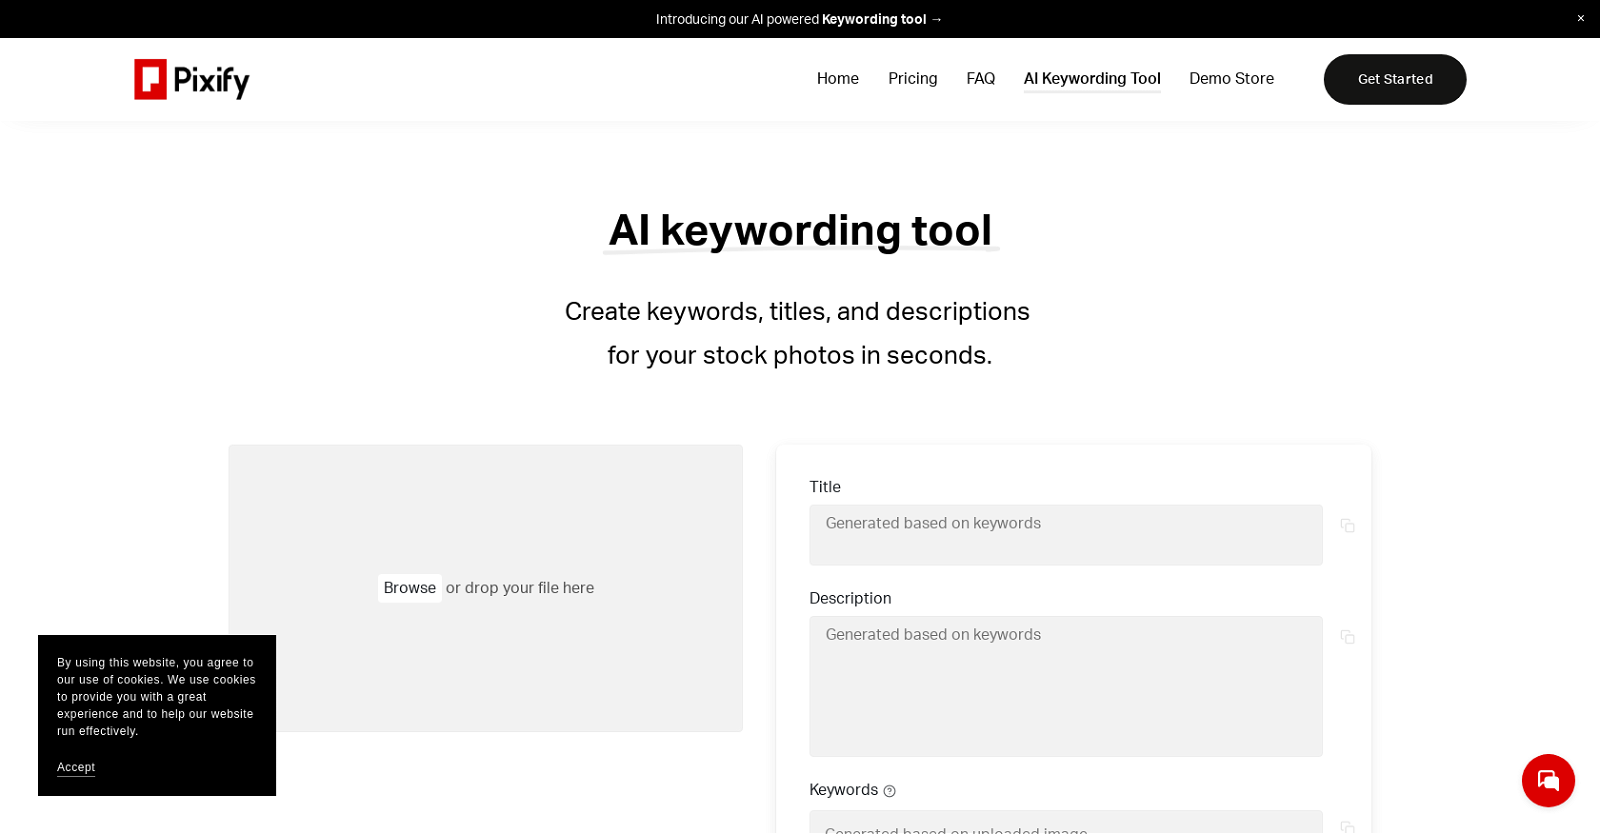 Introducing our AI powered Keywording tool →
Pixify
Home
Pricing
FAQ
AI Keywording Tool
Demo Store
Get Started
AI keywording tool
Create keywords, titles, and descriptions
for your stock photos in seconds.
Browse or drop your file here
Title
Generated based on keywords
Description
Generated based on keywords
Keywords
Generated based on uploaded image
By using this website, you agree to
our use of cookies. We use cookies
to provide you with a great
experience and to help our website
run effectively.
Accept